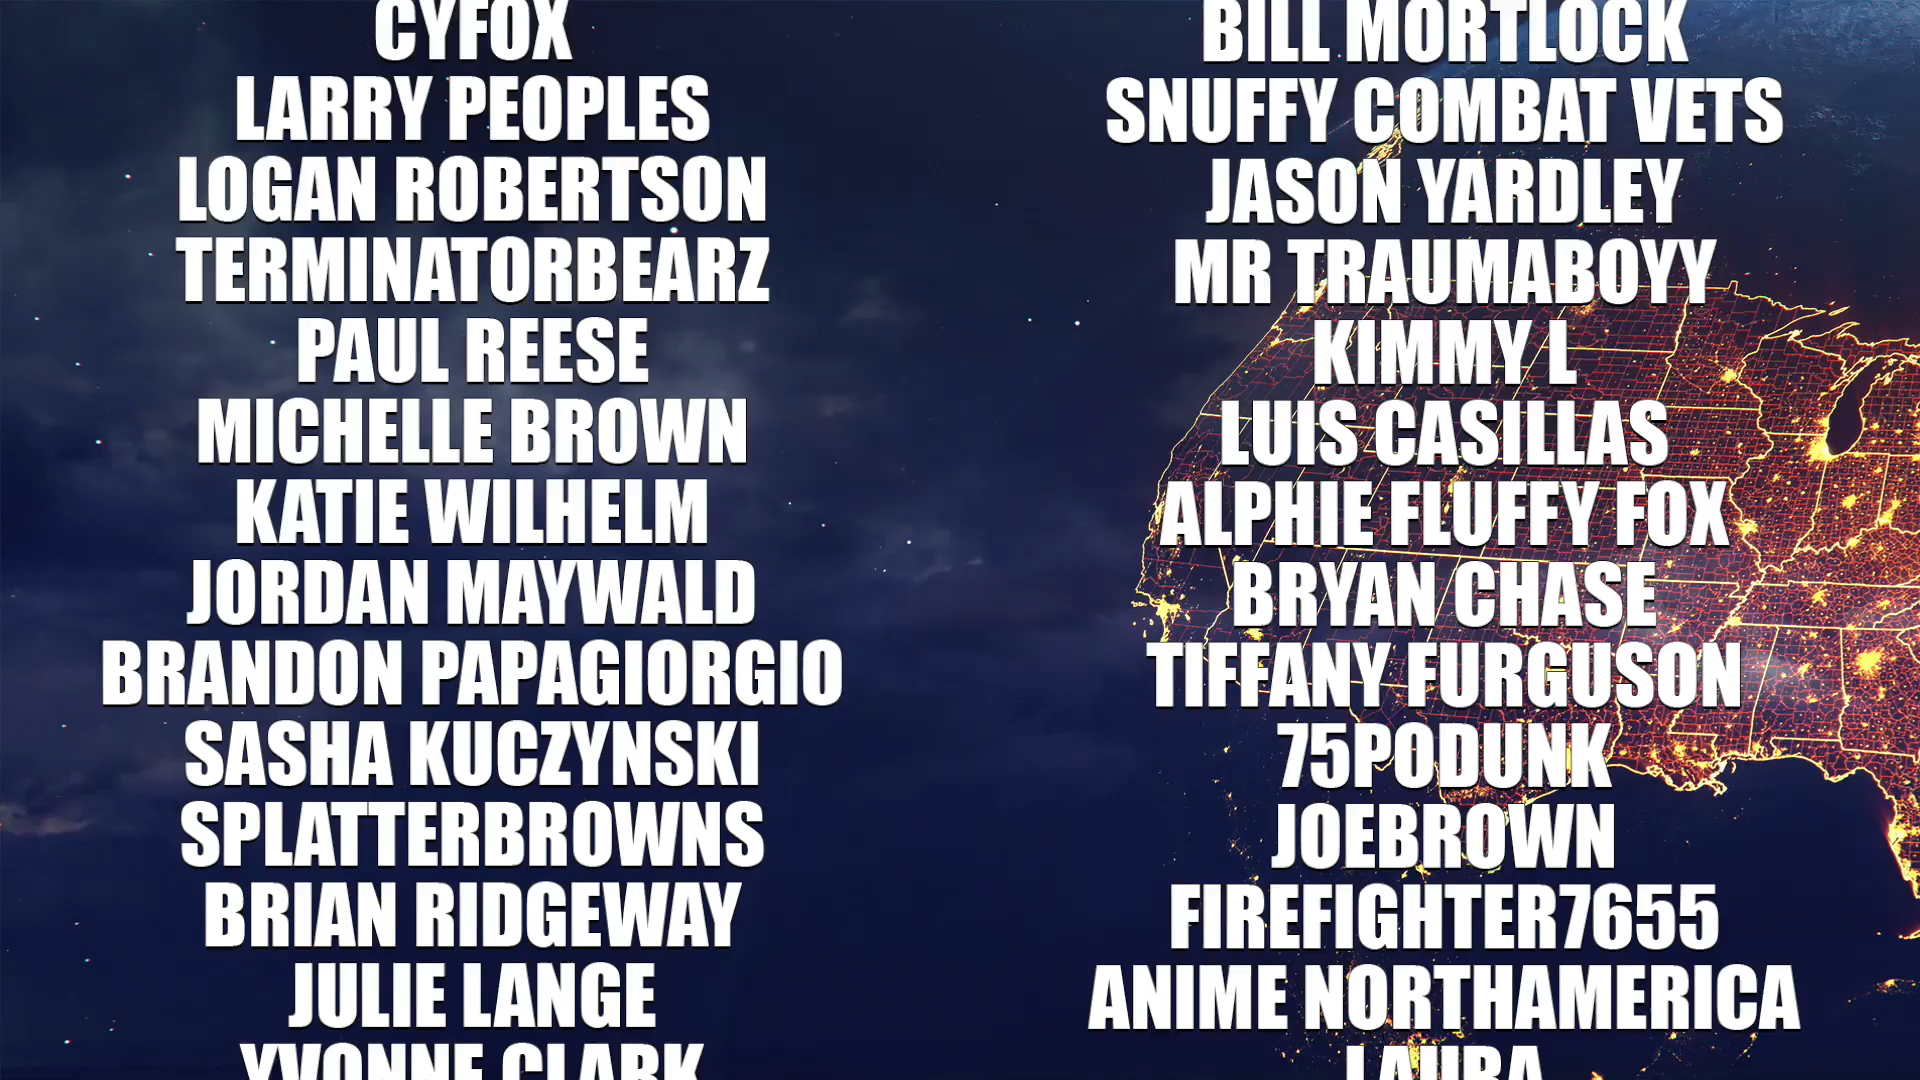 CYFOX
LARRY PEOPLES
LOGAN ROBERTSON
TERMINATORBEARZ
PAUL REESE
MICHELLE BROWN
KATIE WILHELM
JORDAN MAYWALD
BRANDON PAPAGIORGIO
SASHA KUCZYNSKI
SPLATTERBROWNS
BRIAN RIDGEWAY
JULIE LANGE
YVONNE CLARK
BILL MORTLOCK
SNUFFY COMBAT VETS
JASON YARDLEY
MR TRAUMABOYY
KIMMY L
LUIS CASILLAS
ALPHIE FLUFFY FOX
BRYAN CHASE
TIFFANY FURGUSON
75PODUNK
JOEBROWN
FIREFIGHTER7655
ANIME NORTHAMERICA
LAURA